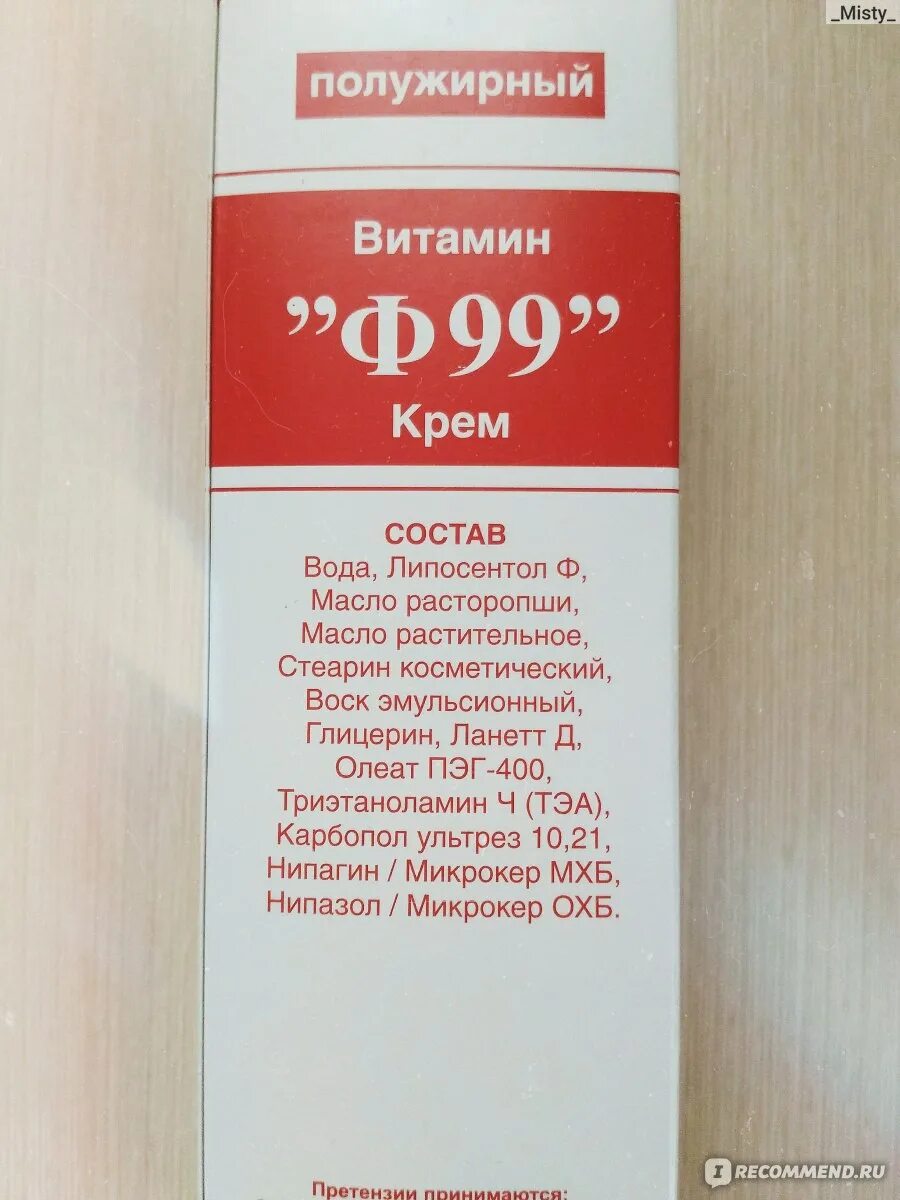 _Misty_
полужирный
Витамин
”Ф99”
Крем
СОСТАВ
Вода, Липосентол Ф,
Масло расторопши,
Масло растительное,
Стеарин косметический,
Воск эмульсионный,
Глицерин, Ланетт Д,
Олеат ПЭГ-400,
Триэтаноламин Ч (ТЭА),
Карбопол ультрез 10,21,
Нипагин / Микрокер МХБ,
Нипазол / Микрокер ОХБ.
Претензии принимаются:
IRECOMMEND.RU